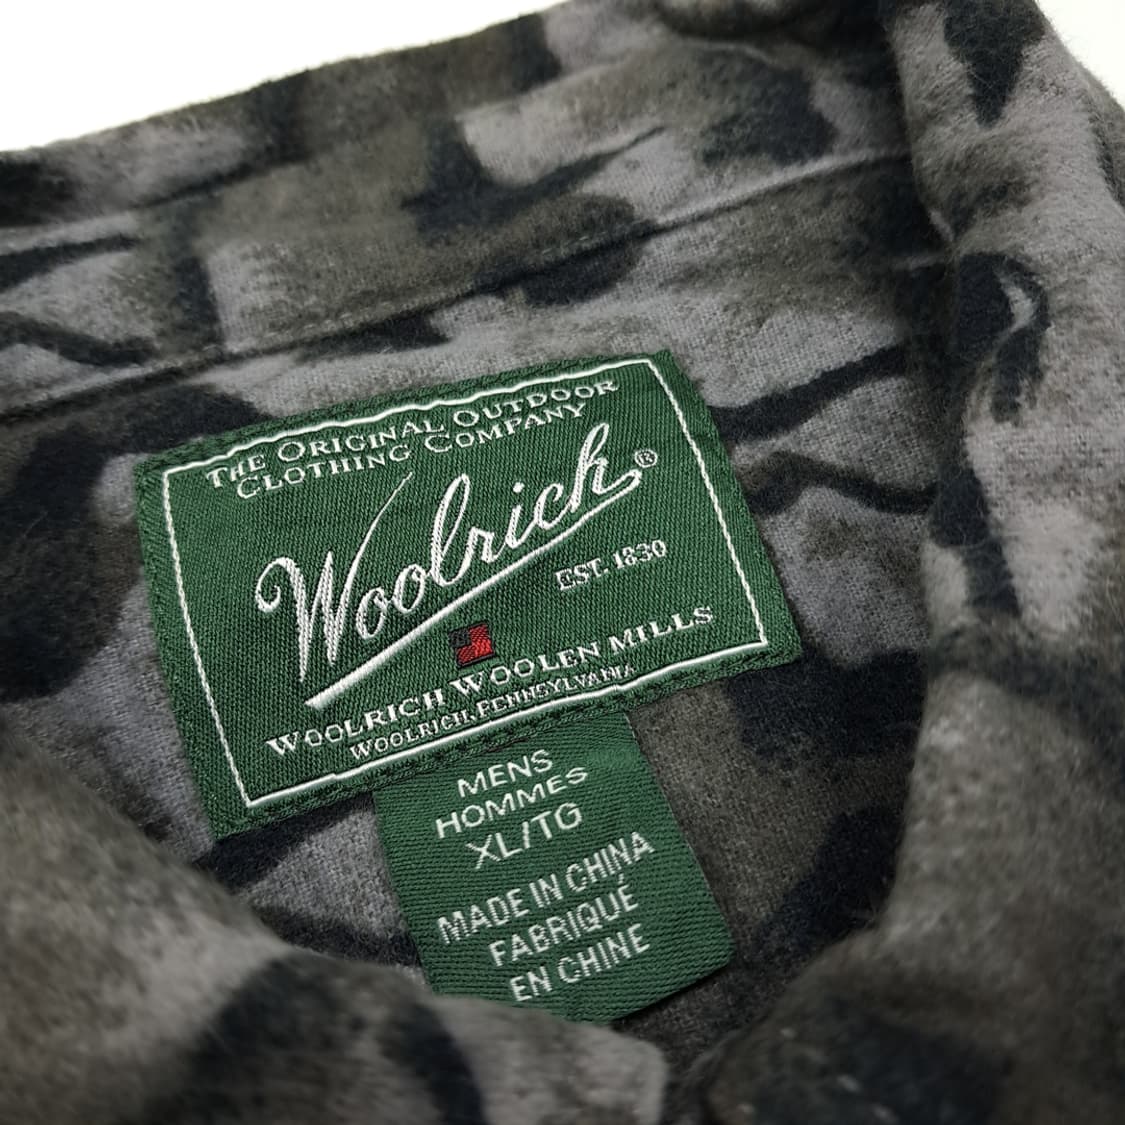 THE ORIGINAL OUTDOOR
CLOTHING COMPANY
Woolrich®
EST. 1830
WOOLRICH WOOLEN MILLS
WOOLRICH, PENNSYLVANIA
MENS
HOMMES
XL/TG
MADE IN CHINA
FABRIQUÉ
EN CHINE